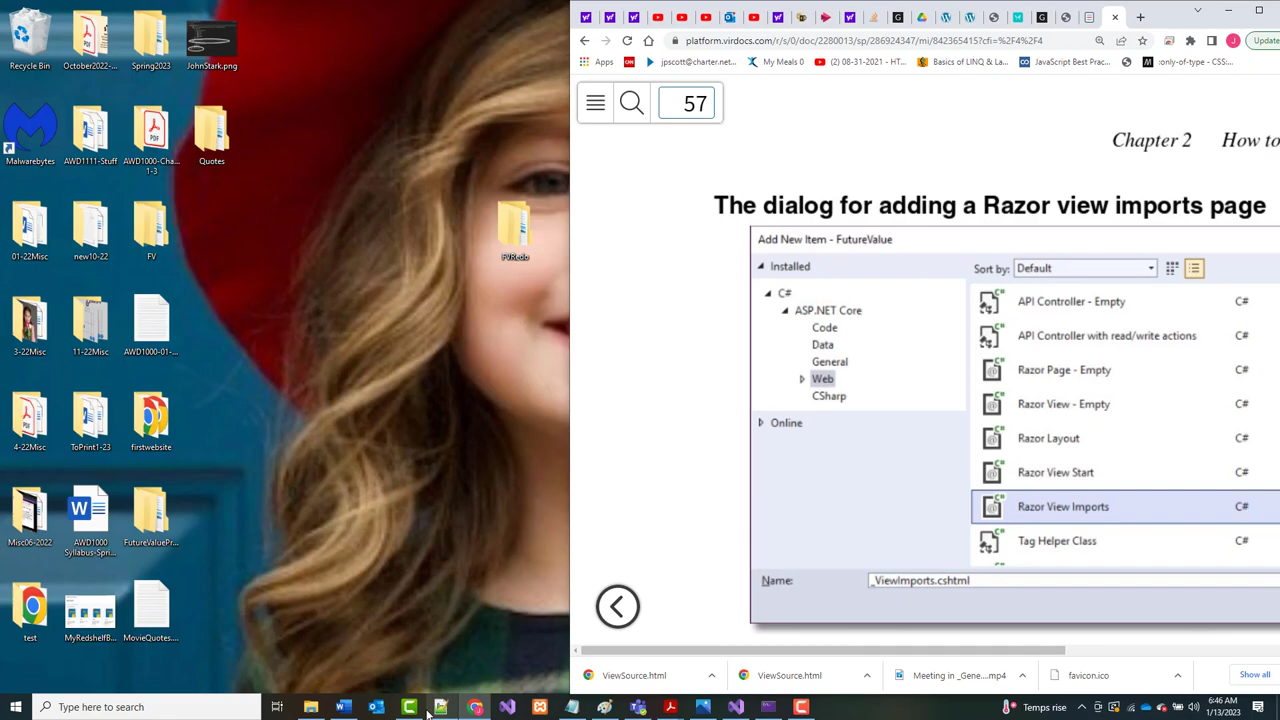 Recycle Bin
October2022-...
Spring2023
JohnStark.png
Malwarebytes
AWD1111-Stuff
AWD1000-Cha...
1-3
Quotes
01-22Misc
new10-22
FV
FVRedo
3-22Misc
11-22Misc
AWD1000-01-...
4-22Misc
ToPrint1-23
firstwebsite
Misc06-2022
AWD1000
Syllabus-Spri...
FutureValuePr...
test
MyRedshelfB...
MovieQuotes....
platform.virdocs.com/r/s/0/doc/2280013/sp/286924347/mi/842365415?cfi=%2F4%2F4
Update
Apps
jpscott@charter.net...
My Meals 0
(2) 08-31-2021 - HT...
Basics of LINQ & La...
JavaScript Best Prac...
:only-of-type - CSS:...
57
Chapter 2 How to
The dialog for adding a Razor view imports page
Add New Item - FutureValue
Installed
Sort by: Default
C#
ASP.NET Core
Code
Data
General
Web
CSharp
Online
API Controller - Empty C#
API Controller with read/write actions C#
Razor Page - Empty C#
Razor View - Empty C#
Razor Layout C#
Razor View Start C#
Razor View Imports C#
Tag Helper Class C#
Name: _ViewImports.cshtml
ViewSource.html
ViewSource.html
Meeting in _Gene....mp4
favicon.ico
Show all
Type here to search
Temps rise
6:46 AM
1/13/2023